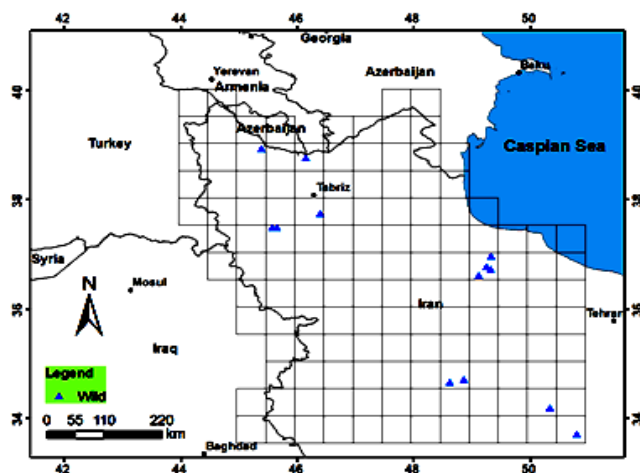 42 44 46 48 50
Georgia
Yerevan
Azerbaijan
Baku
40 Armenia 40
Azerbaijan
Turkey
Caspian Sea
Tabriz
38 38
Syria
N
Mosul
Iran
36 36
Tehran
Iraq
Legend
Wild
34 34
0 55 110 220
km
Baghdad
42 44 46 48 50